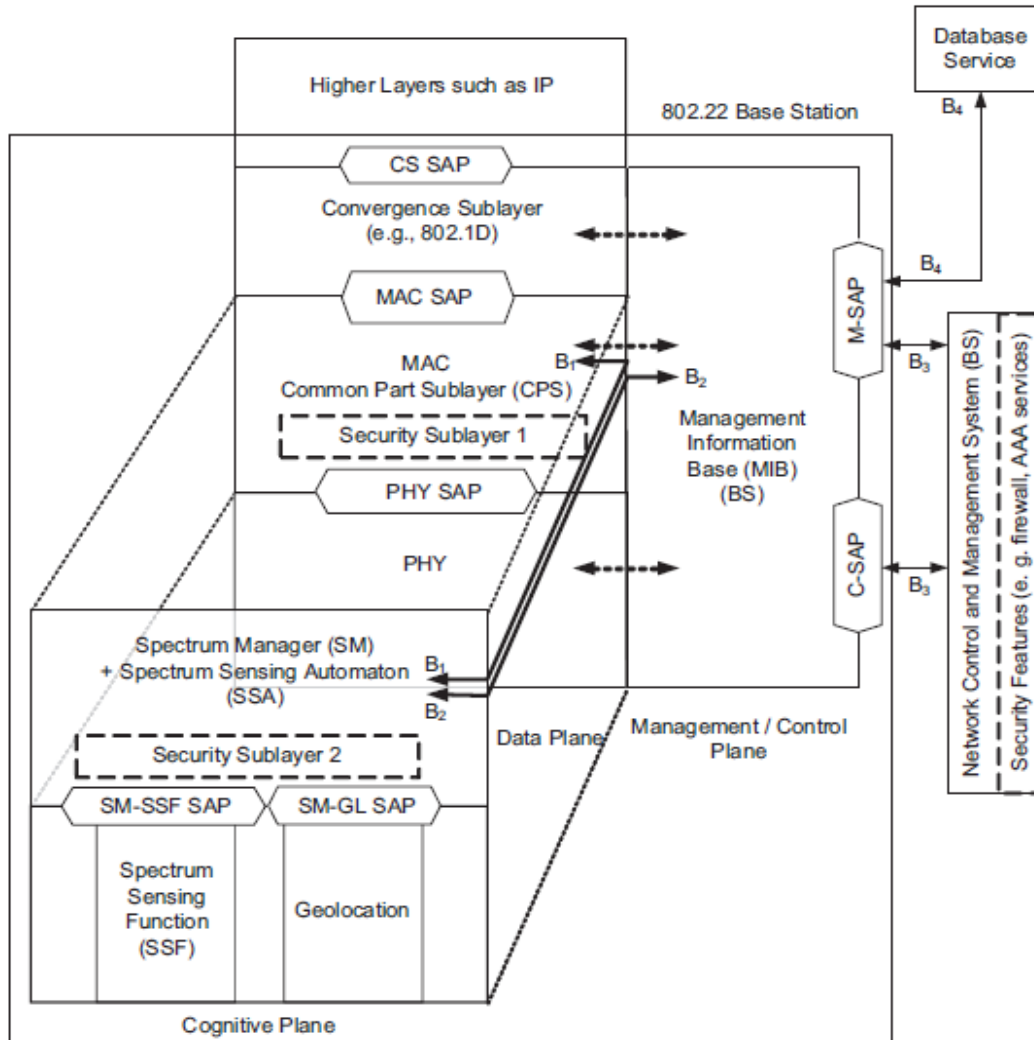 Database
Service
B4
Higher Layers such as IP
802.22 Base Station
CS SAP
Convergence Sublayer
(e.g., 802.1D)
B4
M-SAP
MAC SAP
B3
MAC
B1
Common Part Sublayer (CPS)
B2
Security Sublayer 1
Management
Information
Base (MIB)
(BS)
PHY SAP
PHY
C-SAP
B3
Network Control and Management System (BS)
Security Features (e. g. firewall, AAA services)
Spectrum Manager (SM)
+ Spectrum Sensing Automaton
(SSA)
B1
B2
Data Plane
Management / Control
Plane
Security Sublayer 2
SM-SSF SAP
SM-GL SAP
Spectrum
Sensing
Function
(SSF)
Geolocation
Cognitive Plane